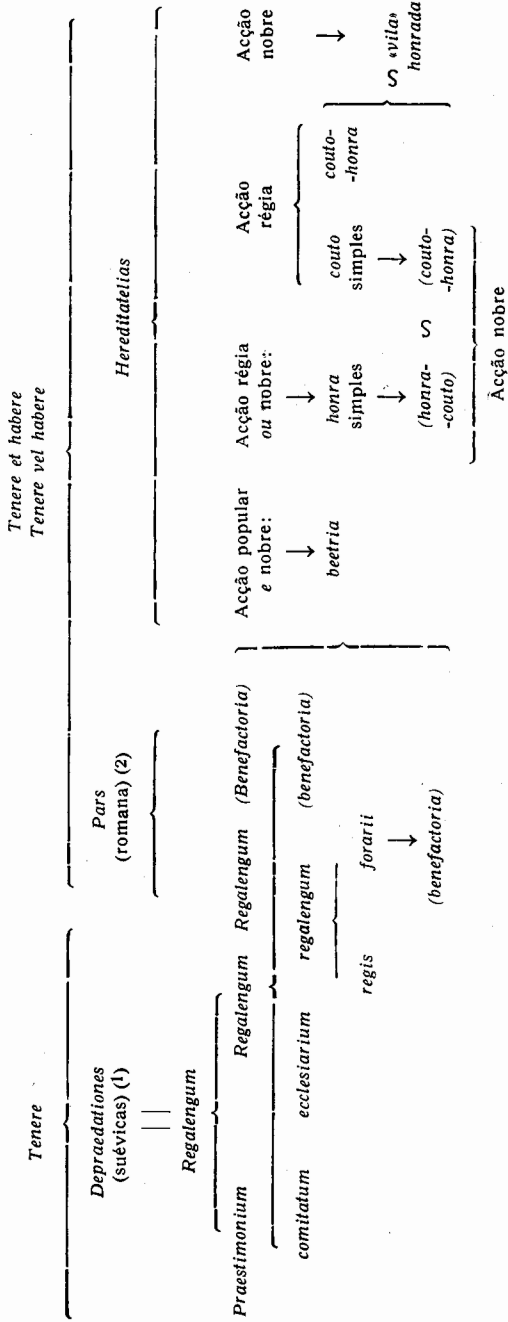 Tenere et habere
Tenere vel habere
Tenere
Pars
(romana) (2)
Hereditatelias
Depraedationes
(suévicas) (1)
Regalengum
Praestimonium Regalengum Regalengum (Benefactoria)
comitatum ecclesiarium regalengum (benefactoria)
regis forarii
(benefactoria)
Acção popular
e nobre:
beetria
Acção régia
ou nobre:
honra
simples
(honra-
-couto)
Acção
régia
couto
simples
couto-
-honra
(couto-
-honra)
Acção nobre
Acção
nobre
«vila»
honrada